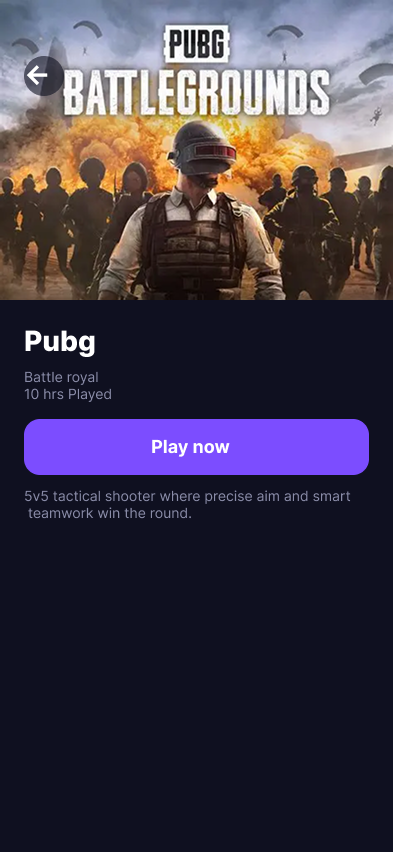 PUBG
BATTLEGROUNDS
Pubg
Battle royal
10 hrs Played
Play now
5v5 tactical shooter where precise aim and smart
teamwork win the round.